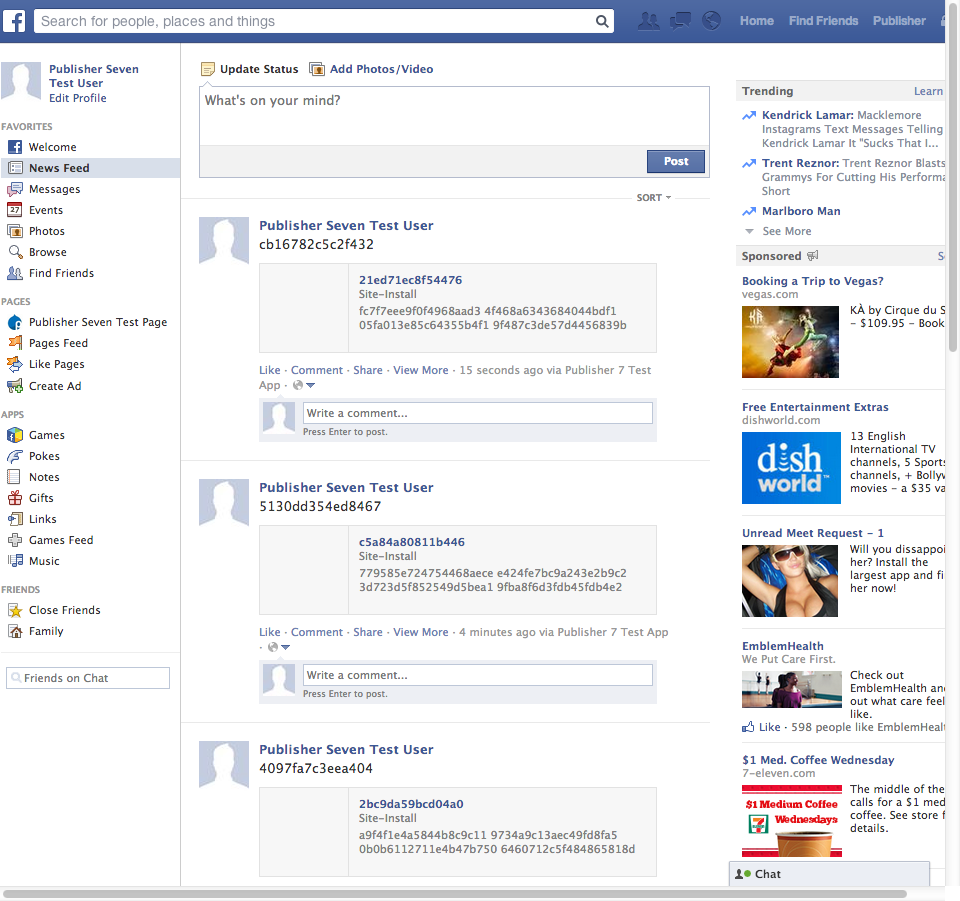 Search for people, places and things
Home Find Friends Publisher
Publisher Seven
Test User
Edit Profile
FAVORITES
Welcome
News Feed
Messages
27 Events
Photos
Browse
Find Friends
PAGES
Publisher Seven Test Page
Pages Feed
Like Pages
Create Ad
APPS
Games
Pokes
Notes
Gifts
Links
Games Feed
Music
FRIENDS
Close Friends
Family
Friends on Chat
Update Status Add Photos/Video
What's on your mind?
Post
SORT
Publisher Seven Test User
cb16782c5c2f432
21ed71ec8f54476
Site-Install
fc7f7eee9f0f4968aad3 4f468a6343684044bdf1
05fa013e85c64355b4f1 9f487c3de57d4456839b
Like · Comment · Share · View More · 15 seconds ago via Publisher 7 Test
App ·
Write a comment...
Press Enter to post.
Publisher Seven Test User
5130dd354ed8467
c5a84a80811b446
Site-Install
779585e724754468aece e424fe7bc9a243e2b9c2
3d723d5f852549d5bea1 9fba8f6d3fdb45fdb4e2
Like · Comment · Share · View More · 4 minutes ago via Publisher 7 Test App
·
Write a comment...
Press Enter to post.
Publisher Seven Test User
4097fa7c3eea404
2bc9da59bcd04a0
Site-Install
a9f4f1e4a5844b8c9c11 9734a9c13aec49fd8fa5
0b0b6112711e4b47b750 6460712c5f484865818d
Trending Learn
Kendrick Lamar: Macklemore
Instagrams Text Messages Telling
Kendrick Lamar It "Sucks That I...
Trent Reznor: Trent Reznor Blasts
Grammys For Cutting His Performa
Short
Marlboro Man
See More
Sponsored S
Booking a Trip to Vegas?
vegas.com
KÀ
KÀ by Cirque du S
– $109.95 – Book
Free Entertainment Extras
dishworld.com
dish
world™
13 English
International TV
channels, 5 Sports
channels, + Bollyw
movies – a $35 va
Unread Meet Request – 1
Will you dissappoi
her? Install the
largest app and fi
her now!
EmblemHealth
We Put Care First.
Check out
EmblemHealth and
out what care feel
like.
Like · 598 people like EmblemHealt
$1 Med. Coffee Wednesday
7-eleven.com
$1 Medium Coffee
7 Wednesdays
The middle of the
calls for a $1 med
coffee. See store f
details.
Chat